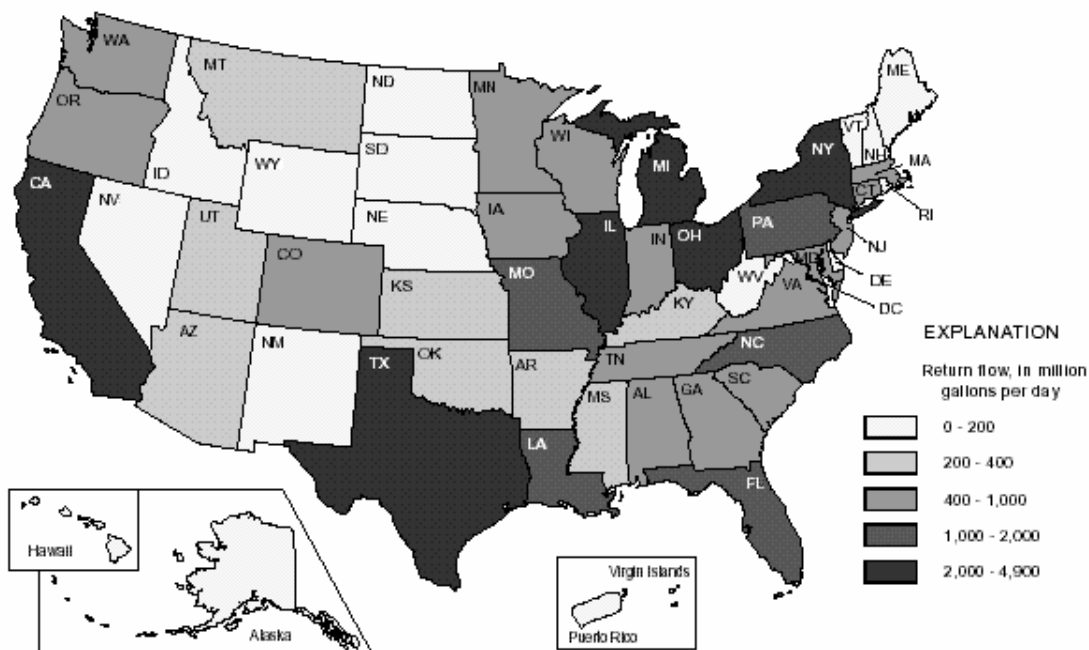 WA
MT
ND
MN
ME
OR
VT
ID
SD
WI
NY
NH
MA
WY
MI
CA
CT
NV
NE
IA
RI
UT
IL
IN
OH
PA
NJ
CO
MD
DE
KS
MO
WV
VA
DC
KY
AZ
NM
OK
TN
NC
EXPLANATION
TX
AR
SC
Return flow, in million
gallons per day
MS
AL
GA
0 - 200
LA
200 - 400
FL
400 - 1,000
1,000 - 2,000
Hawaii
Virgin Islands
2,000 - 4,900
Alaska
Puerto Rico